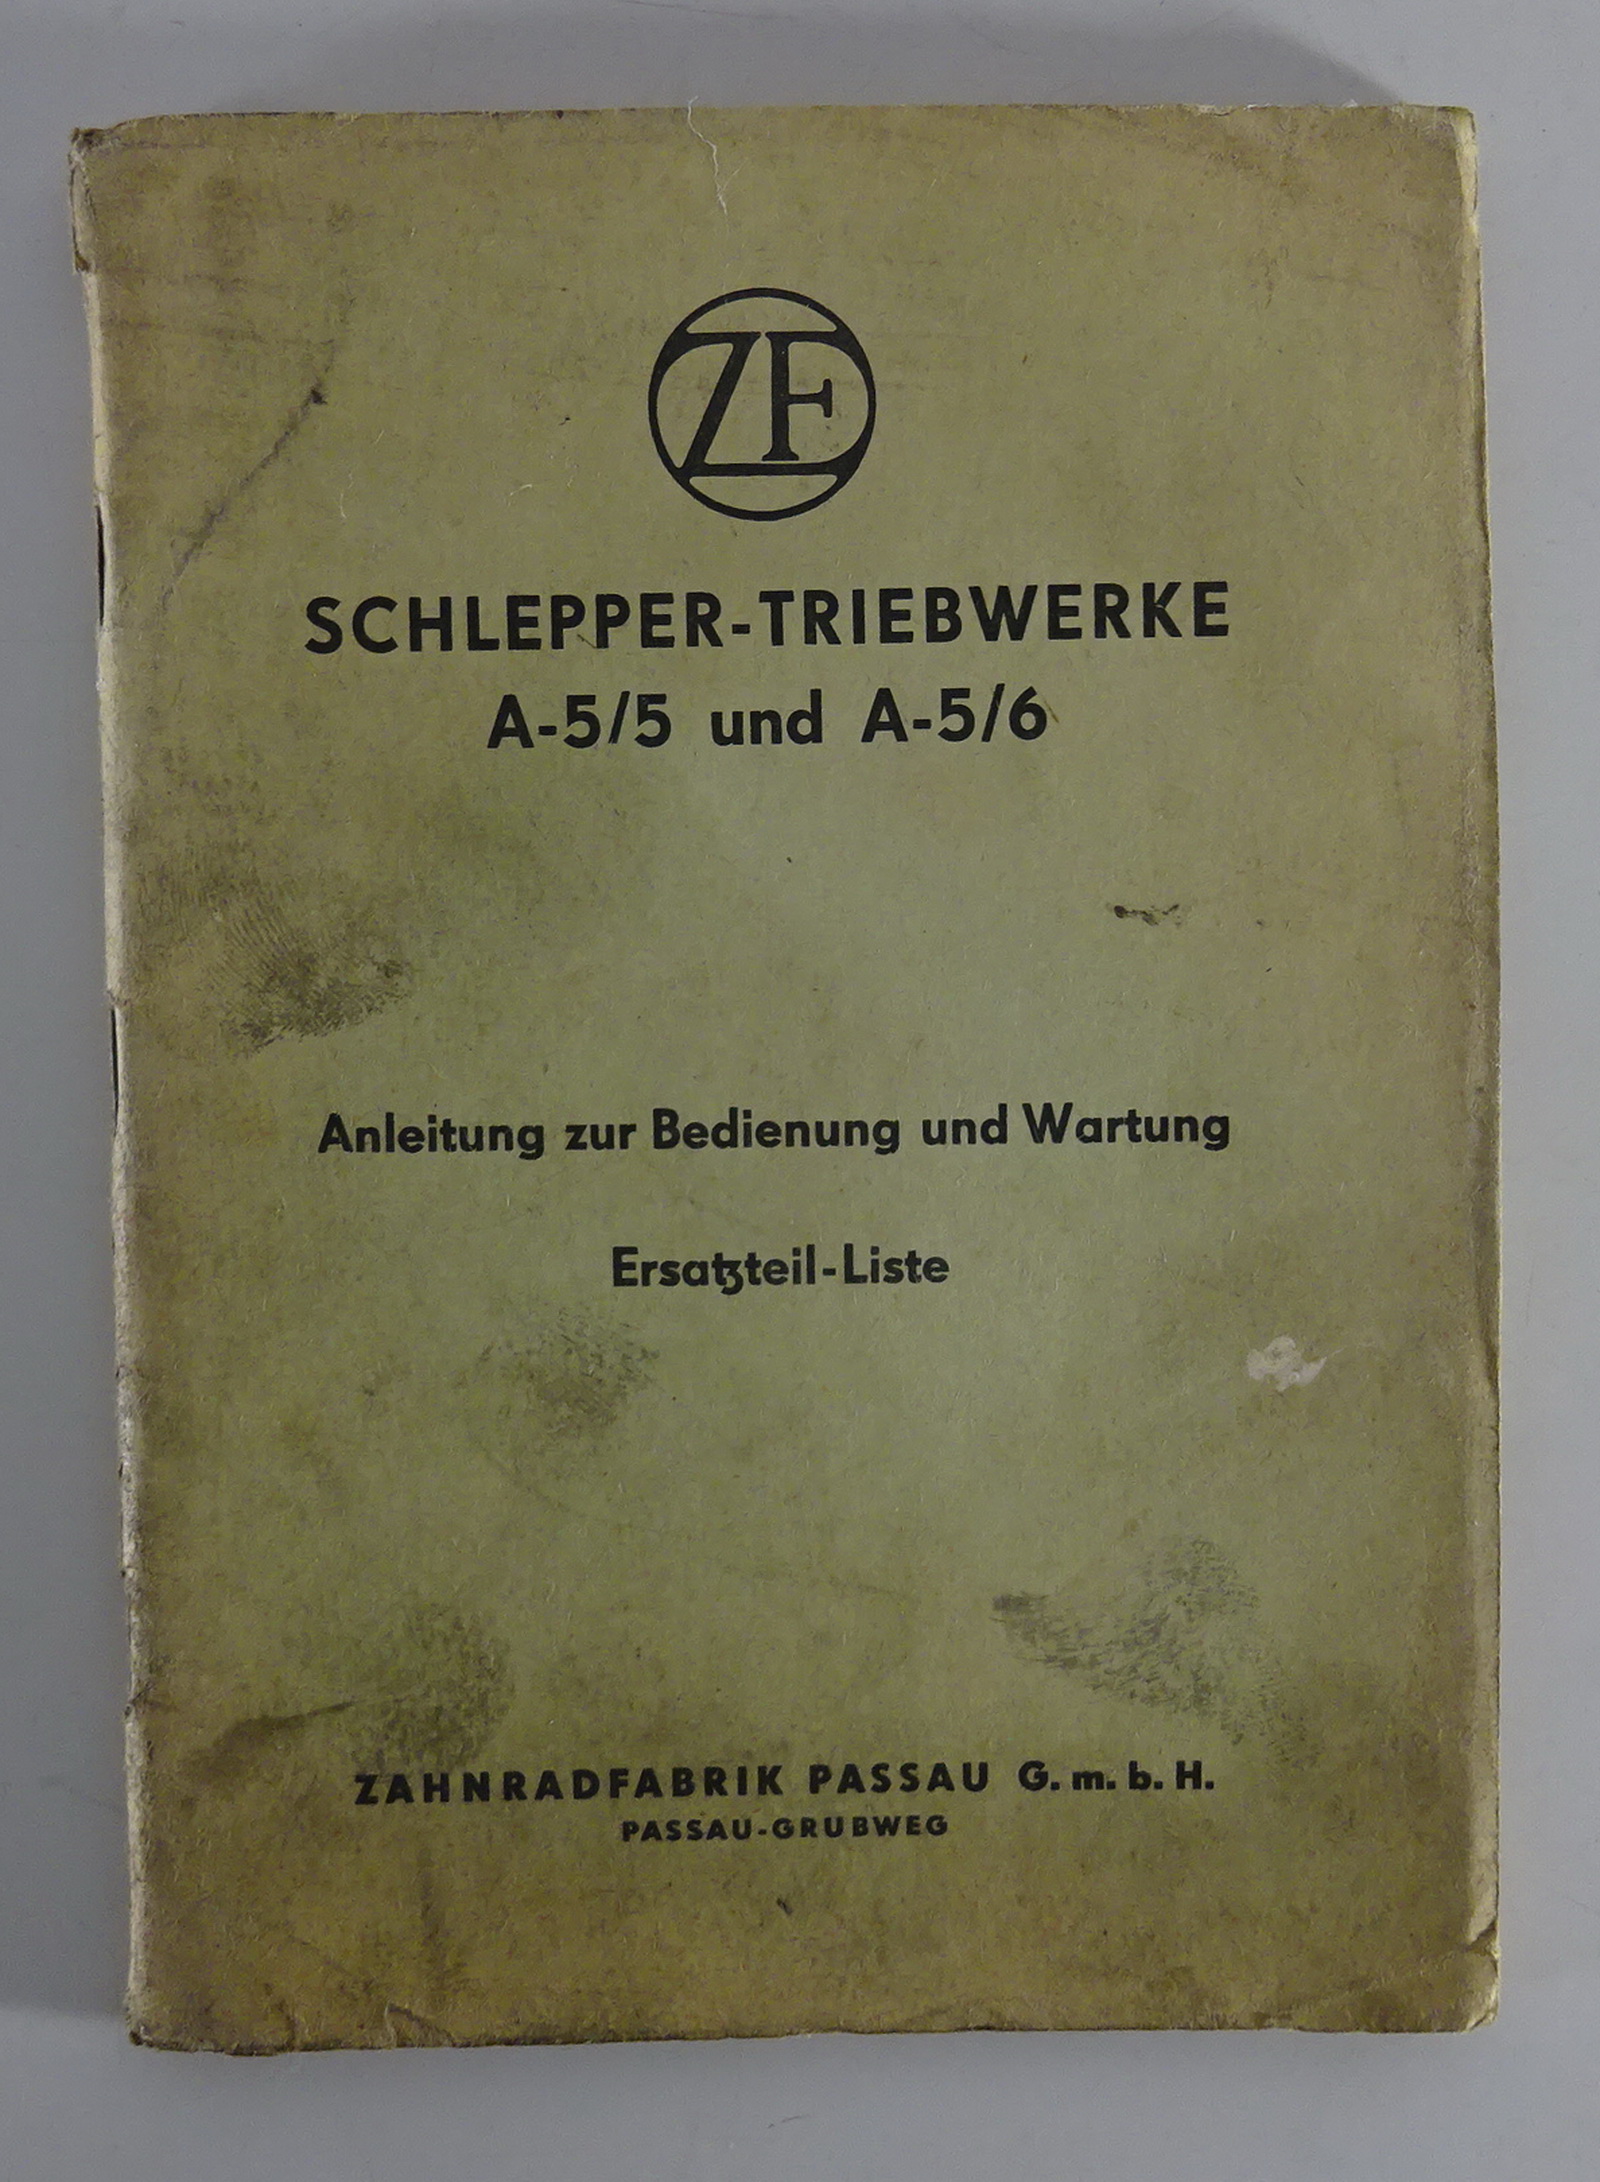 ZF
SCHLEPPER-TRIEBWERKE
A-5/5 und A-5/6
Anleitung zur Bedienung und Wartung
Ersatzteil-Liste
ZAHNRADFABRIK PASSAU G. m. b. H.
PASSAU-GRUBWEG